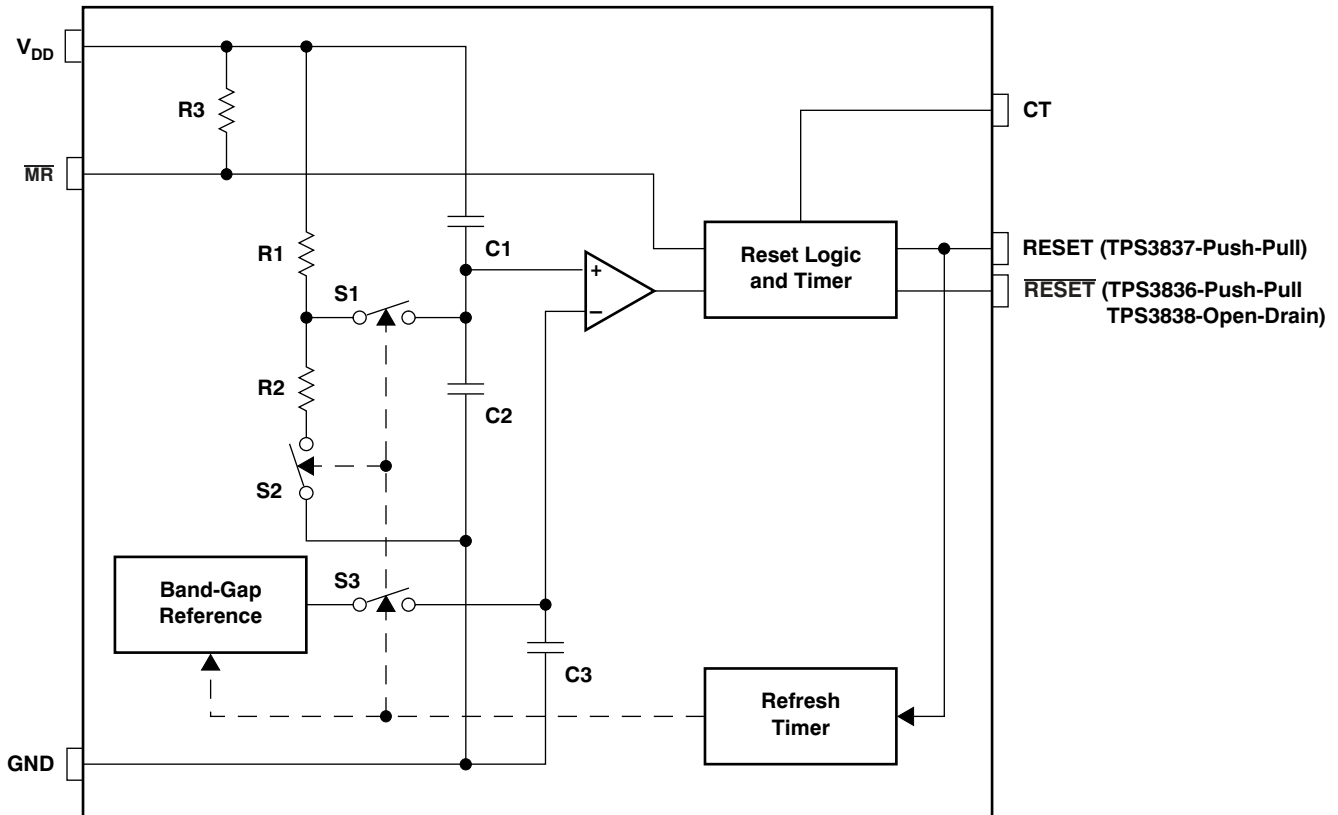 VDD
R3
CT
MR
C1
R1
Reset Logic
and Timer
RESET (TPS3837-Push-Pull)
RESET (TPS3836-Push-Pull
TPS3838-Open-Drain)
+
–
S1
R2
C2
S2
Band-Gap
Reference
S3
C3
Refresh
Timer
GND